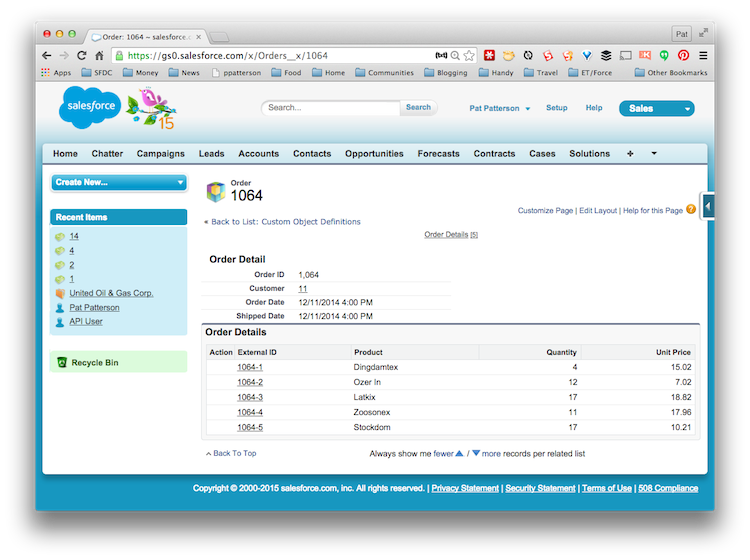 Order: 1064 ~ salesforce.c
Pat
https://gs0.salesforce.com/x/Orders__x/1064
Apps SFDC Money News ppatterson Food Home Communities Blogging Handy Travel ET/Force Other Bookmarks
salesforce
15
Search...
Search
Pat Patterson Setup Help Sales
Home Chatter Campaigns Leads Accounts Contacts Opportunities Forecasts Contracts Cases Solutions +
Create New...
Recent Items
14
4
2
1
United Oil & Gas Corp.
Pat Patterson
API User
Recycle Bin
Order
1064
« Back to List: Custom Object Definitions
Customize Page | Edit Layout | Help for this Page ?
Order Details [5]
Order Detail
Order ID 1,064
Customer 11
Order Date 12/11/2014 4:00 PM
Shipped Date 12/11/2014 4:00 PM
Order Details
Action External ID Product Quantity Unit Price
1064-1 Dingdamtex 4 15.02
1064-2 Ozer In 12 7.02
1064-3 Latkix 17 18.82
1064-4 Zoosonex 11 17.96
1064-5 Stockdom 17 10.21
Back To Top
Always show me fewer / more records per related list
Copyright © 2000-2015 salesforce.com, inc. All rights reserved. | Privacy Statement | Security Statement | Terms of Use | 508 Compliance